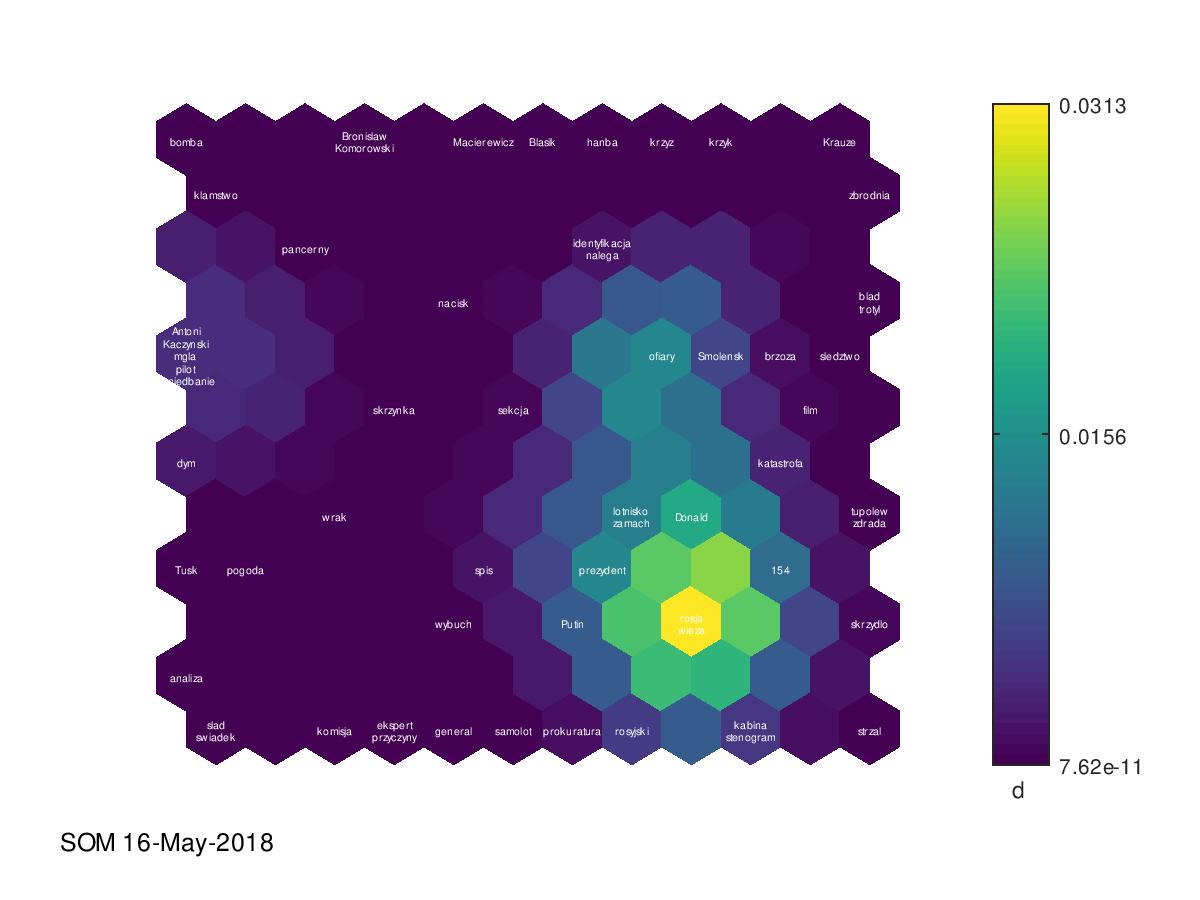 0.0313
bomba
Bronislaw
Komorowski
Macierewicz
Blasik
hanba
krzyz
krzyk
Krauze
klamstwo
zbrodnia
pancerny
identyfikacja
nalega
nacisk
blad
trotyl
Antoni
Kaczynski
mgla
pilot
ofiary
Smolensk
brzoza
sledztwo
skrzynka
sekcja
film
0.0156
dym
katastrofa
wrak
lotnisko
zamach
Donald
tupolew
zdrada
Tusk
pogoda
spis
prezydent
154
wybuch
Putin
rosja
wieza
skrzydlo
analiza
slad
swiadek
komisja
ekspert
przyczyny
general
samolot
prokuratura
rosyjski
kabina
stenogram
strzal
7.62e-11
d
SOM 16-May-2018